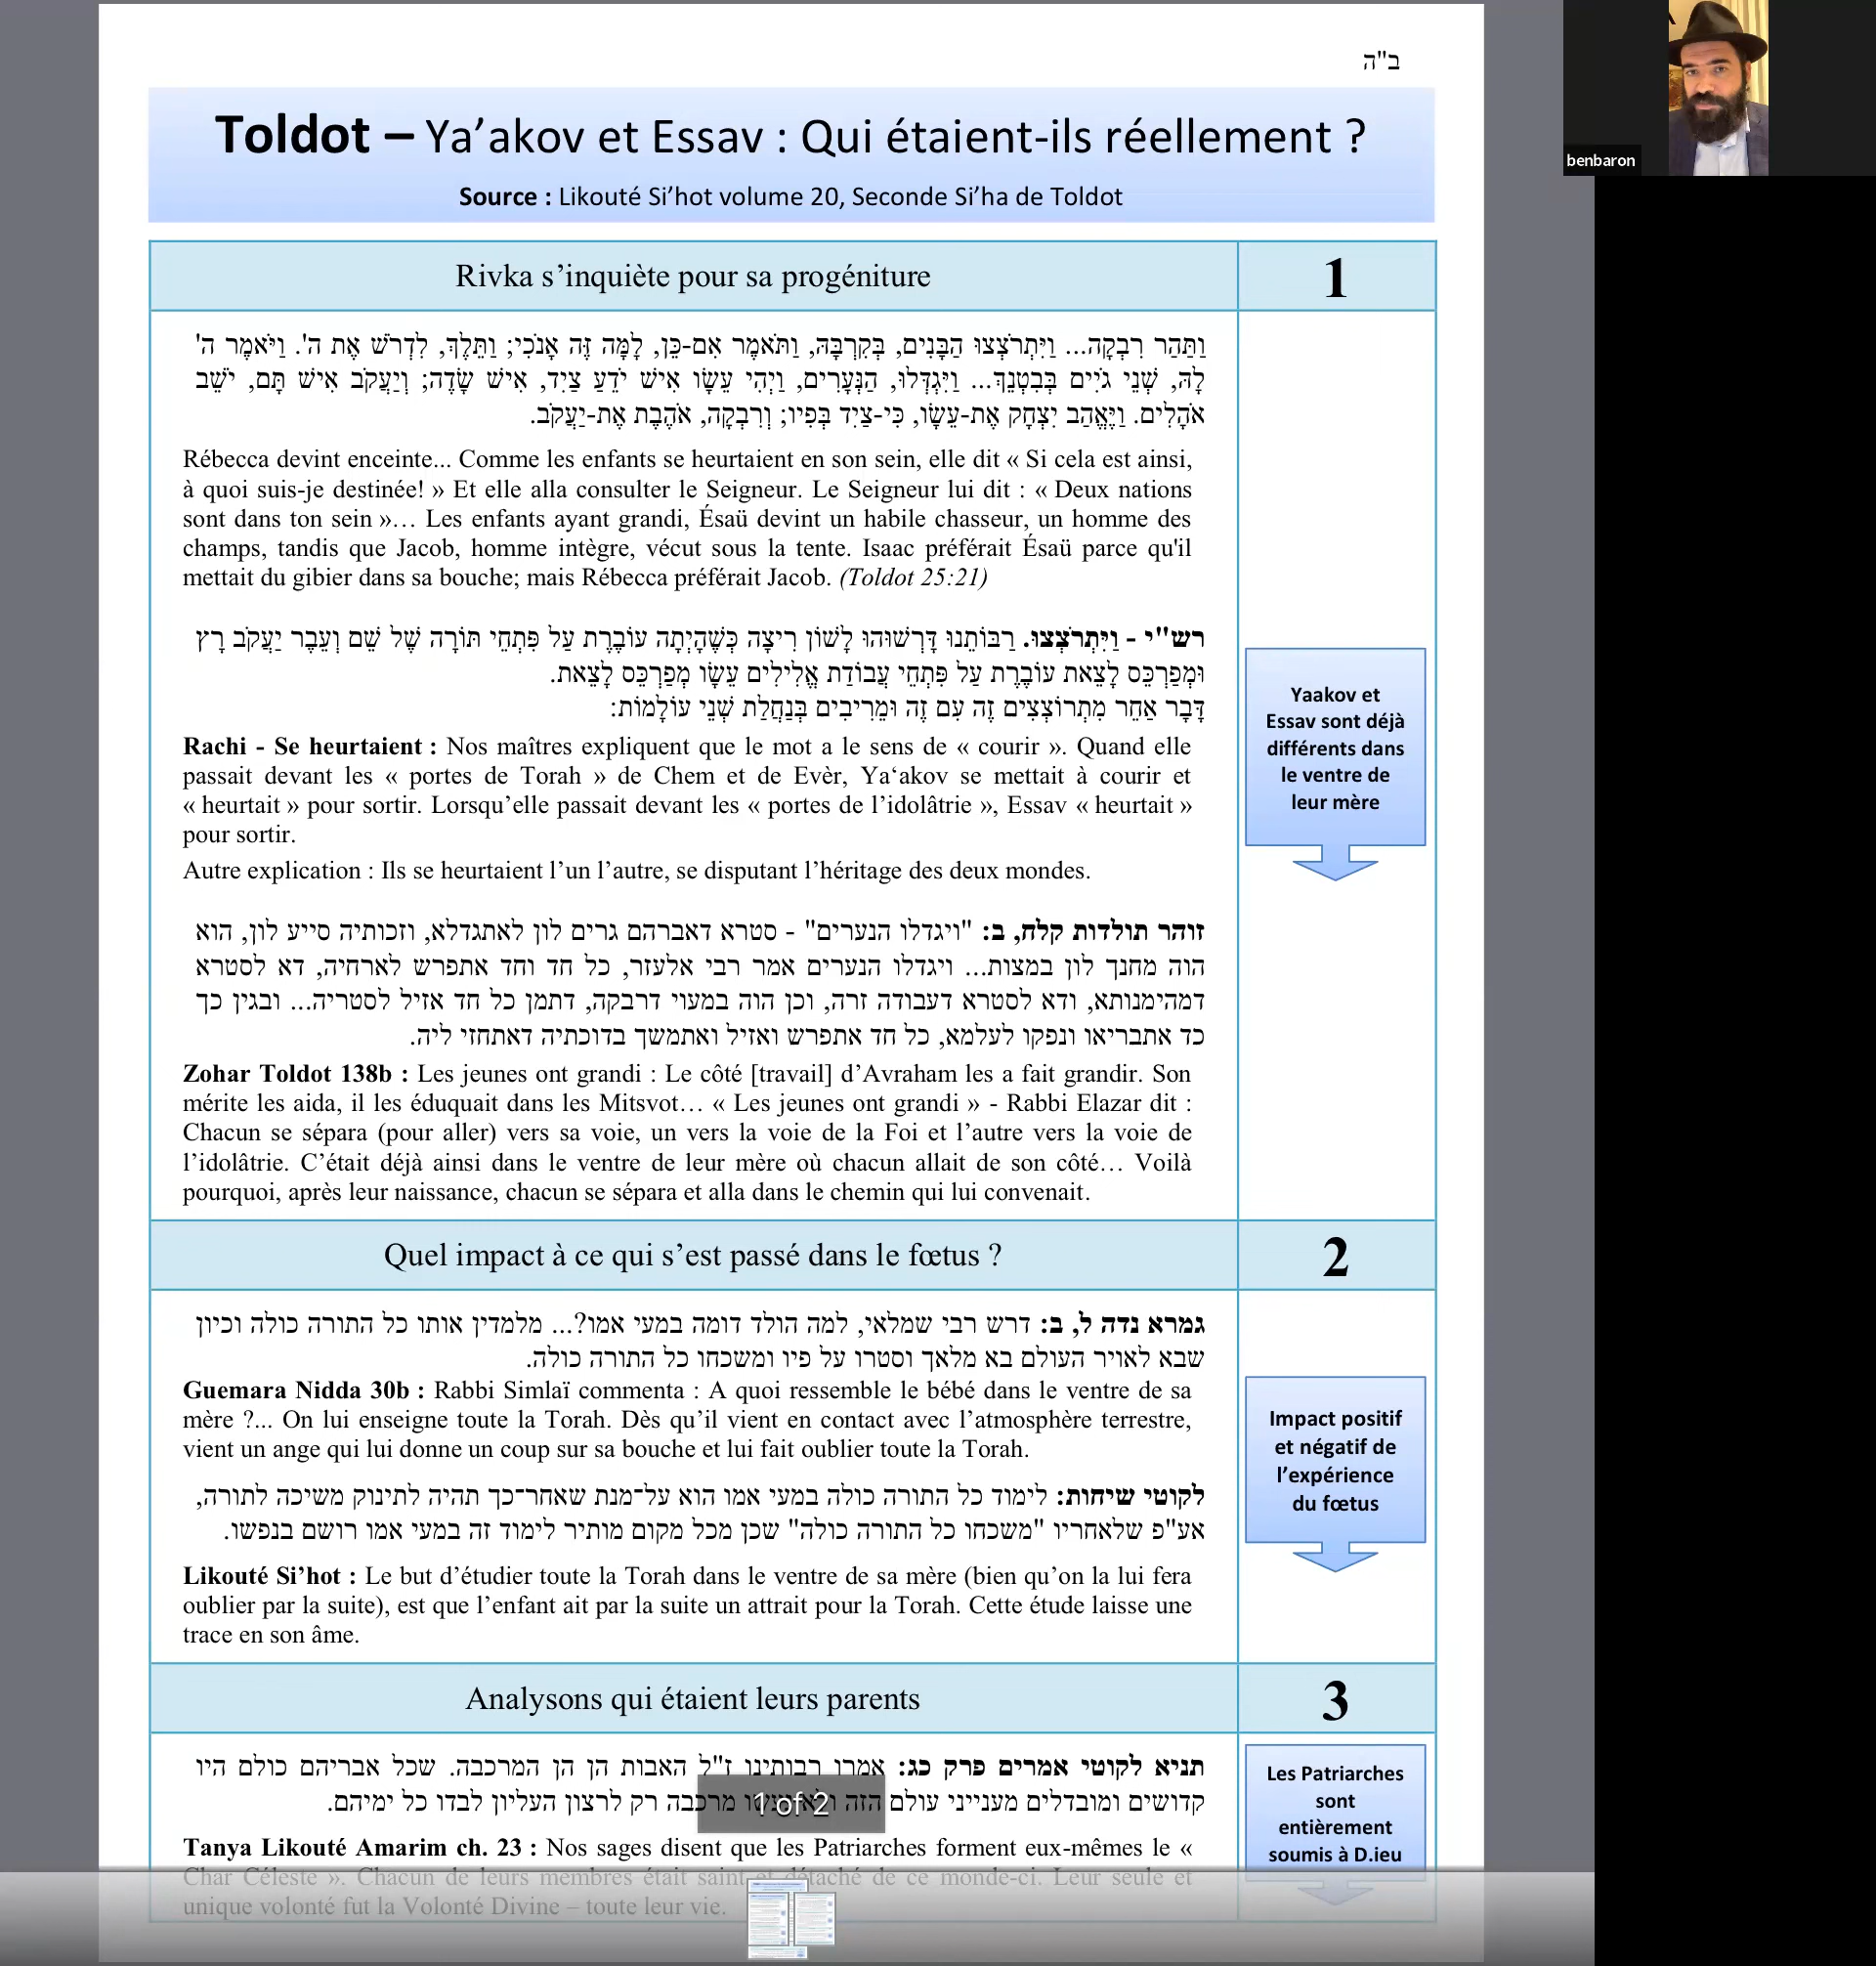 ב"ה
Toldot – Ya’akov et Essav : Qui étaient-ils réellement ?
Source : Likouté Si’hot volume 20, Seconde Si’ha de Toldot
benbaron
Rivka s’inquiète pour sa progéniture
1
וַתַּהַר רִבְקָה... וַיִּתְרֹצְצוּ הַבָּנִים, בְּקִרְבָּהּ, וַתֹּאמֶר אִם-כֵּן, לָמָּה זֶּה אָנֹכִי; וַתֵּלֶךְ, לִדְרֹשׁ אֶת ה'. וַיֹּאמֶר ה'
לָהּ, שְׁנֵי גֹיִים בְּבִטְנֵךְ... וַיִּגְדְּלוּ, הַנְּעָרִים, וַיְהִי עֵשָׂו אִישׁ יֹדֵעַ צַיִד, אִישׁ שָׂדֶה; וְיַעֲקֹב אִישׁ תָּם, יֹשֵׁב
אֹהָלִים. וַיֶּאֱהַב יִצְחָק אֶת-עֵשָׂו, כִּי-צַיִד בְּפִיו; וְרִבְקָה, אֹהֶבֶת אֶת-יַעֲקֹב.
Rébecca devint enceinte... Comme les enfants se heurtaient en son sein, elle dit « Si cela est ainsi,
à quoi suis-je destinée! » Et elle alla consulter le Seigneur. Le Seigneur lui dit : « Deux nations
sont dans ton sein »… Les enfants ayant grandi, Ésaü devint un habile chasseur, un homme des
champs, tandis que Jacob, homme intègre, vécut sous la tente. Isaac préférait Ésaü parce qu'il
mettait du gibier dans sa bouche; mais Rébecca préférait Jacob. (Toldot 25:21)
רש"י - וַיִּתְרֹצְצוּ. רַבּוֹתֵנוּ דְּרָשׁוּהוּ לָשׁוֹן רִיצָה כְּשֶׁהָיְתָה עוֹבֶרֶת עַל פִּתְחֵי תּוֹרָה שֶׁל שֵׁם וְעֵבֶר יַעֲקֹב רָץ
וּמְפַרְכֵּס לָצֵאת עוֹבֶרֶת עַל פִּתְחֵי עֲבוֹדַת אֱלִילִים עֵשָׂו מְפַרְכֵּס לָצֵאת.
דָּבָר אַחֵר מִתְרוֹצְצִים זֶה עִם זֶה וּמְרִיבִים בְּנַחֲלַת שְׁנֵי עוֹלָמוֹת:
Rachi - Se heurtaient : Nos maîtres expliquent que le mot a le sens de « courir ». Quand elle
passait devant les « portes de Torah » de Chem et de Evèr, Ya‘akov se mettait à courir et
« heurtait » pour sortir. Lorsqu’elle passait devant les « portes de l’idolâtrie », Essav « heurtait »
pour sortir.
Autre explication : Ils se heurtaient l’un l’autre, se disputant l’héritage des deux mondes.
זוהר תולדות קלח, ב: "ויגדלו הנערים" - סטרא דאברהם גרים לון לאתגדלא, וזכותיה סייע לון, הוא
הוה מחנך לון במצות... ויגדלו הנערים אמר רבי אלעזר, כל חד וחד אתפרש לארחיה, דא לסטרא
דמהימנותא, ודא לסטרא דעבודה זרה, וכן הוה במעוי דרבקה, דתמן כל חד אזיל לסטריה... ובגין כך
כד אתבריאו ונפקו לעלמא, כל חד אתפרש ואזיל ואתמשך בדוכתיה דאתחזי ליה.
Zohar Toldot 138b : Les jeunes ont grandi : Le côté [travail] d’Avraham les a fait grandir. Son
mérite les aida, il les éduquait dans les Mitsvot… « Les jeunes ont grandi » - Rabbi Elazar dit :
Chacun se sépara (pour aller) vers sa voie, un vers la voie de la Foi et l’autre vers la voie de
l’idolâtrie. C’était déjà ainsi dans le ventre de leur mère où chacun allait de son côté… Voilà
pourquoi, après leur naissance, chacun se sépara et alla dans le chemin qui lui convenait.
Yaakov et
Essav sont déjà
différents dans
le ventre de
leur mère
Quel impact à ce qui s’est passé dans le fœtus ?
2
גמרא נדה ל, ב: דרש רבי שמלאי, למה הולד דומה במעי אמו?... מלמדין אותו כל התורה כולה וכיון
שבא לאויר העולם בא מלאך וסטרו על פיו ומשכחו כל התורה כולה.
Guemara Nidda 30b : Rabbi Simlaï commenta : A quoi ressemble le bébé dans le ventre de sa
mère ?... On lui enseigne toute la Torah. Dès qu’il vient en contact avec l’atmosphère terrestre,
vient un ange qui lui donne un coup sur sa bouche et lui fait oublier toute la Torah.
לקוטי שיחות: לימוד כל התורה כולה במעי אמו הוא על־מנת שאחר־כך תהיה לתינוק משיכה לתורה,
אע"פ שלאחריו "משכחו כל התורה כולה" שכן מכל מקום מותיר לימוד זה במעי אמו רושם בנפשו.
Likouté Si’hot : Le but d’étudier toute la Torah dans le ventre de sa mère (bien qu’on la lui fera
oublier par la suite), est que l’enfant ait par la suite un attrait pour la Torah. Cette étude laisse une
trace en son âme.
Impact positif
et négatif de
l’expérience
du fœtus
Analysons qui étaient leurs parents
3
תניא לקוטי אמרים פרק כג: אמרו רבותינו ז"ל האבות הן הן המרכבה. שכל אבריהם כולם היו
קדושים ומובדלים מענייני עולם הזה מרכבה רק לרצון העליון לבדו כל ימיהם.
1 of 2
Tanya Likouté Amarim ch. 23 : Nos sages disent que les Patriarches forment eux-mêmes le «
Char Céleste ». Chacun de leurs membres était saint et détaché de ce monde-ci. Leur seule et
unique volonté fut la Volonté Divine – toute leur vie.
Les Patriarches
sont
entièrement
soumis à D.ieu